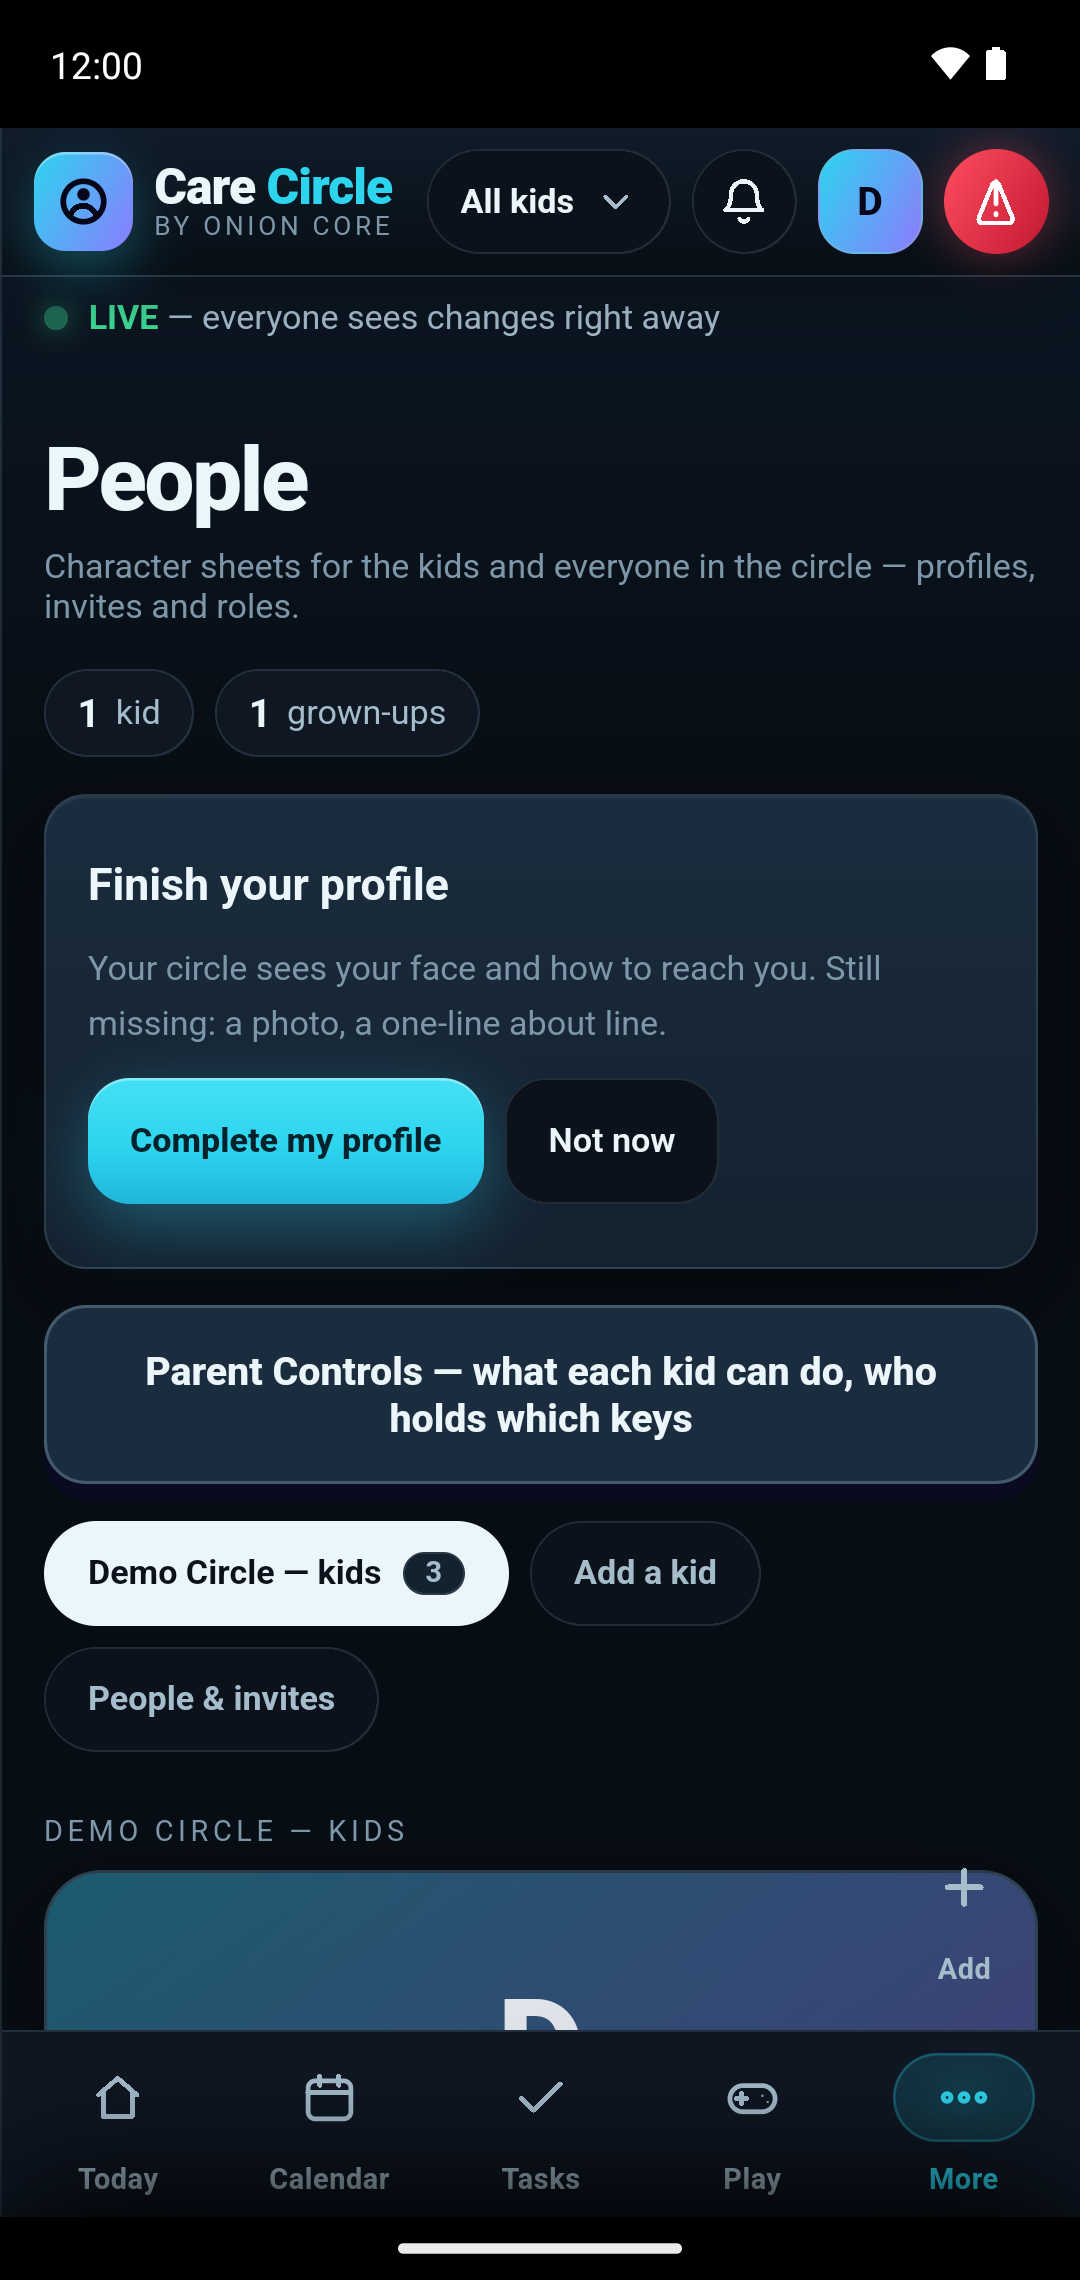 12:00
Care Circle
BY ONION CORE
All kids
D
LIVE — everyone sees changes right away
People
Character sheets for the kids and everyone in the circle — profiles,
invites and roles.
1 kid
1 grown-ups
Finish your profile
Your circle sees your face and how to reach you. Still
missing: a photo, a one-line about line.
Complete my profile
Not now
Parent Controls — what each kid can do, who
holds which keys
Demo Circle — kids 3
Add a kid
People & invites
DEMO CIRCLE — KIDS
Add
D
Today
Calendar
Tasks
Play
More